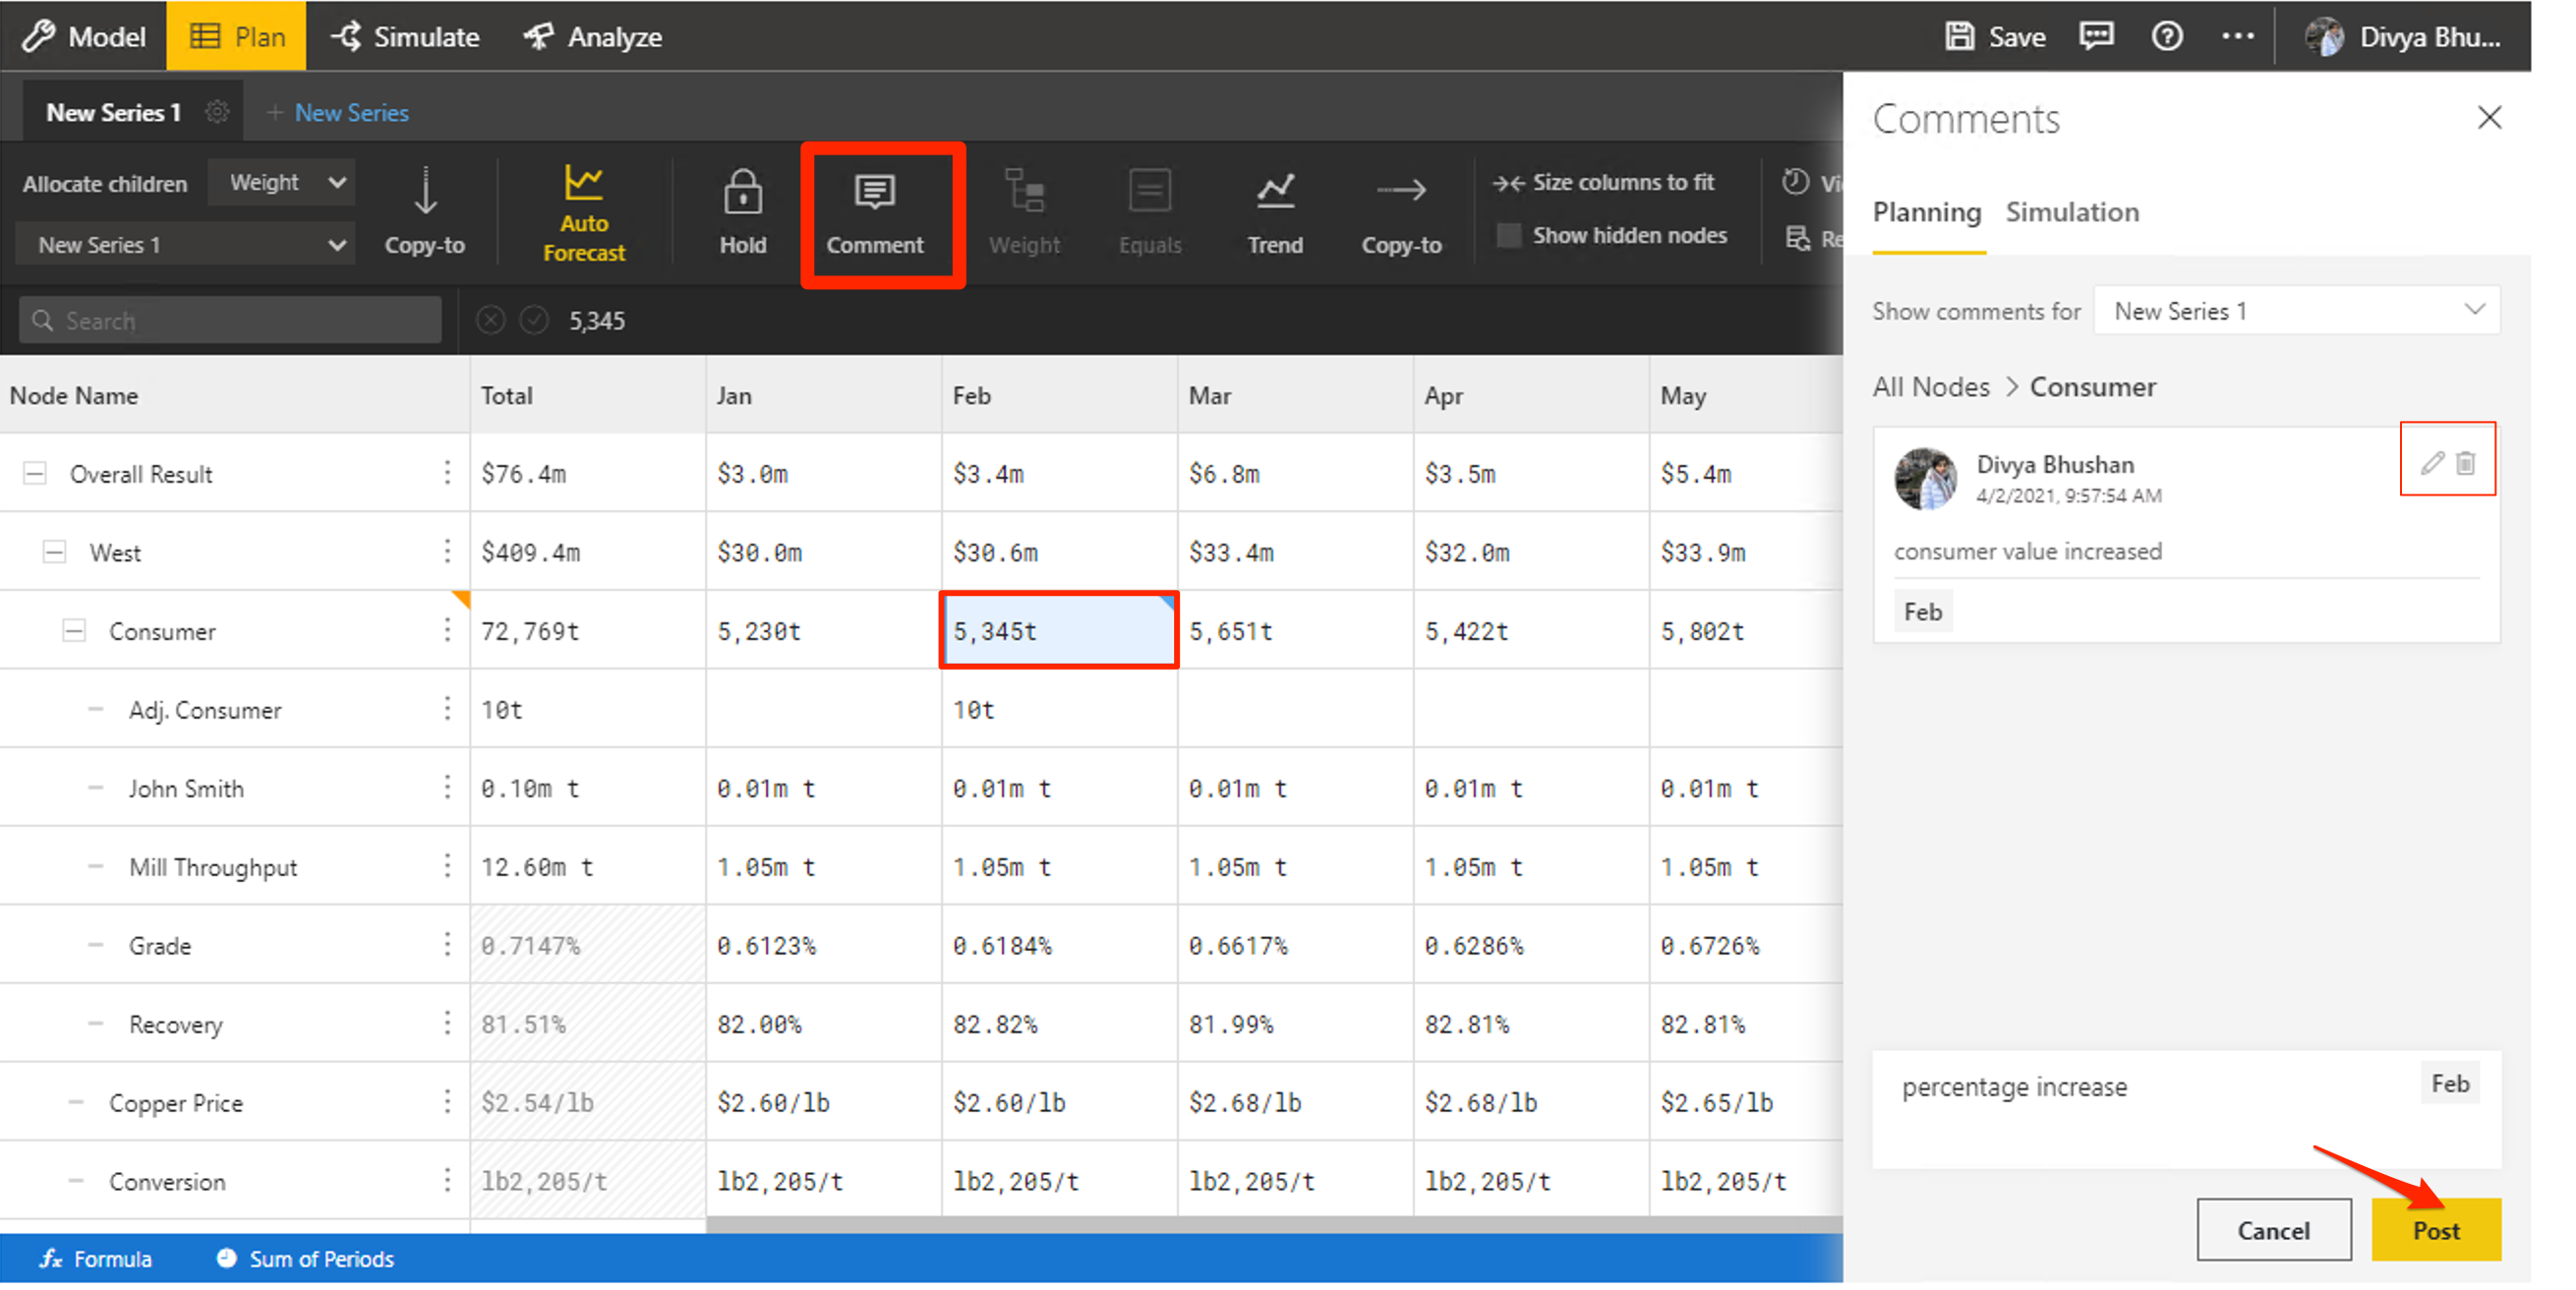 Model Plan Simulate Analyze Save Divya Bhu...
New Series 1 + New Series
Allocate children Weight
New Series 1
Copy-to
Auto
Forecast
Hold
Comment
Weight
Equals
Trend
Copy-to
Size columns to fit
Show hidden nodes
Vi
Re
Search 5,345
Node Name Total Jan Feb Mar Apr May
Overall Result $76.4m $3.0m $3.4m $6.8m $3.5m $5.4m
West $409.4m $30.0m $30.6m $33.4m $32.0m $33.9m
Consumer 72,769t 5,230t 5,345t 5,651t 5,422t 5,802t
Adj. Consumer 10t 10t
John Smith 0.10m t 0.01m t 0.01m t 0.01m t 0.01m t 0.01m t
Mill Throughput 12.60m t 1.05m t 1.05m t 1.05m t 1.05m t 1.05m t
Grade 0.7147% 0.6123% 0.6184% 0.6617% 0.6286% 0.6726%
Recovery 81.51% 82.00% 82.82% 81.99% 82.81% 82.81%
Copper Price $2.54/lb $2.60/lb $2.60/lb $2.68/lb $2.68/lb $2.65/lb
Conversion lb2,205/t lb2,205/t lb2,205/t lb2,205/t lb2,205/t lb2,205/t
fx Formula Sum of Periods
Comments
Planning Simulation
Show comments for New Series 1
All Nodes > Consumer
Divya Bhushan
4/2/2021, 9:57:54 AM
consumer value increased
Feb
percentage increase Feb
Cancel Post